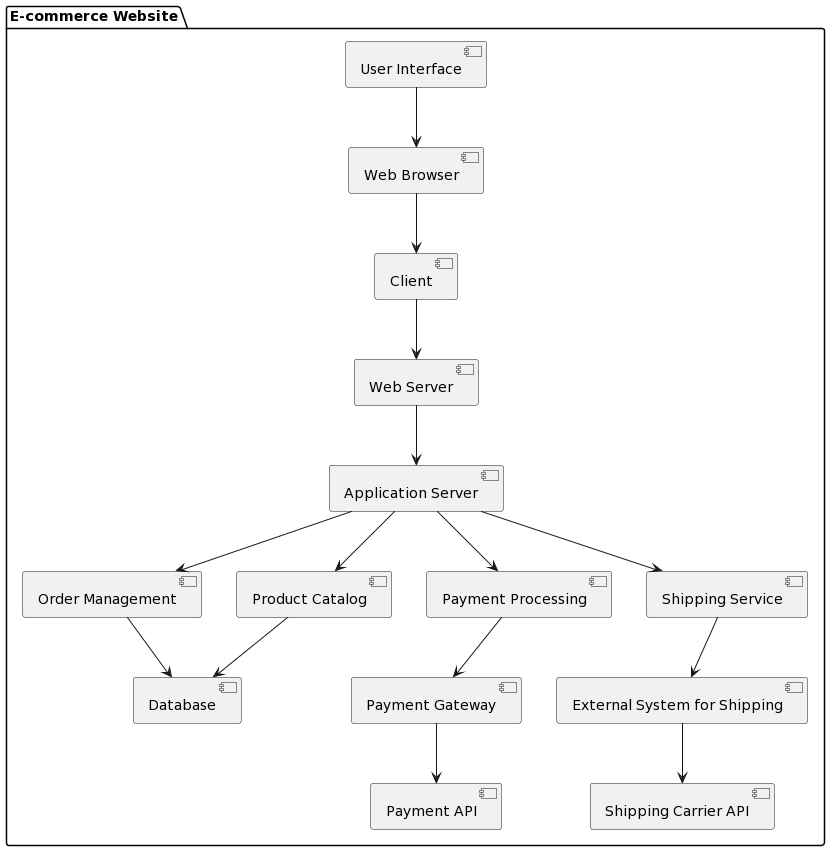 E-commerce Website
User Interface
Web Browser
Client
Web Server
Application Server
Order Management
Product Catalog
Payment Processing
Shipping Service
Database
Payment Gateway
External System for Shipping
Payment API
Shipping Carrier API